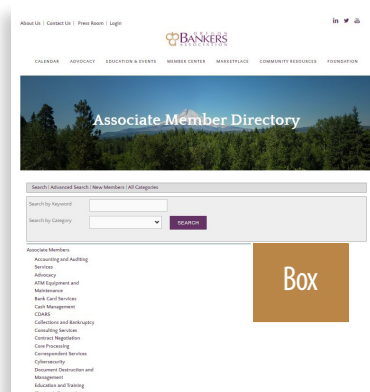 About Us | Contact Us | Press Room | Login
OREGON
BANKERS
ASSOCIATION
CALENDAR ADVOCACY EDUCATION & EVENTS MEMBER CENTER MARKETPLACE COMMUNITY RESOURCES FOUNDATION
Associate Member Directory
Search | Advanced Search | New Members | All Categories
Search by Keyword
Search by Category SEARCH
Associate Members
Accounting and Auditing
Services
Advocacy
ATM Equipment and
Maintenance
Bank Card Services
Cash Management
CDARS
Collections and Bankruptcy
Consulting Services
Contract Negotiation
Core Processing
Correspondent Services
Cybersecurity
Document Destruction and
Management
Education and Training
Box